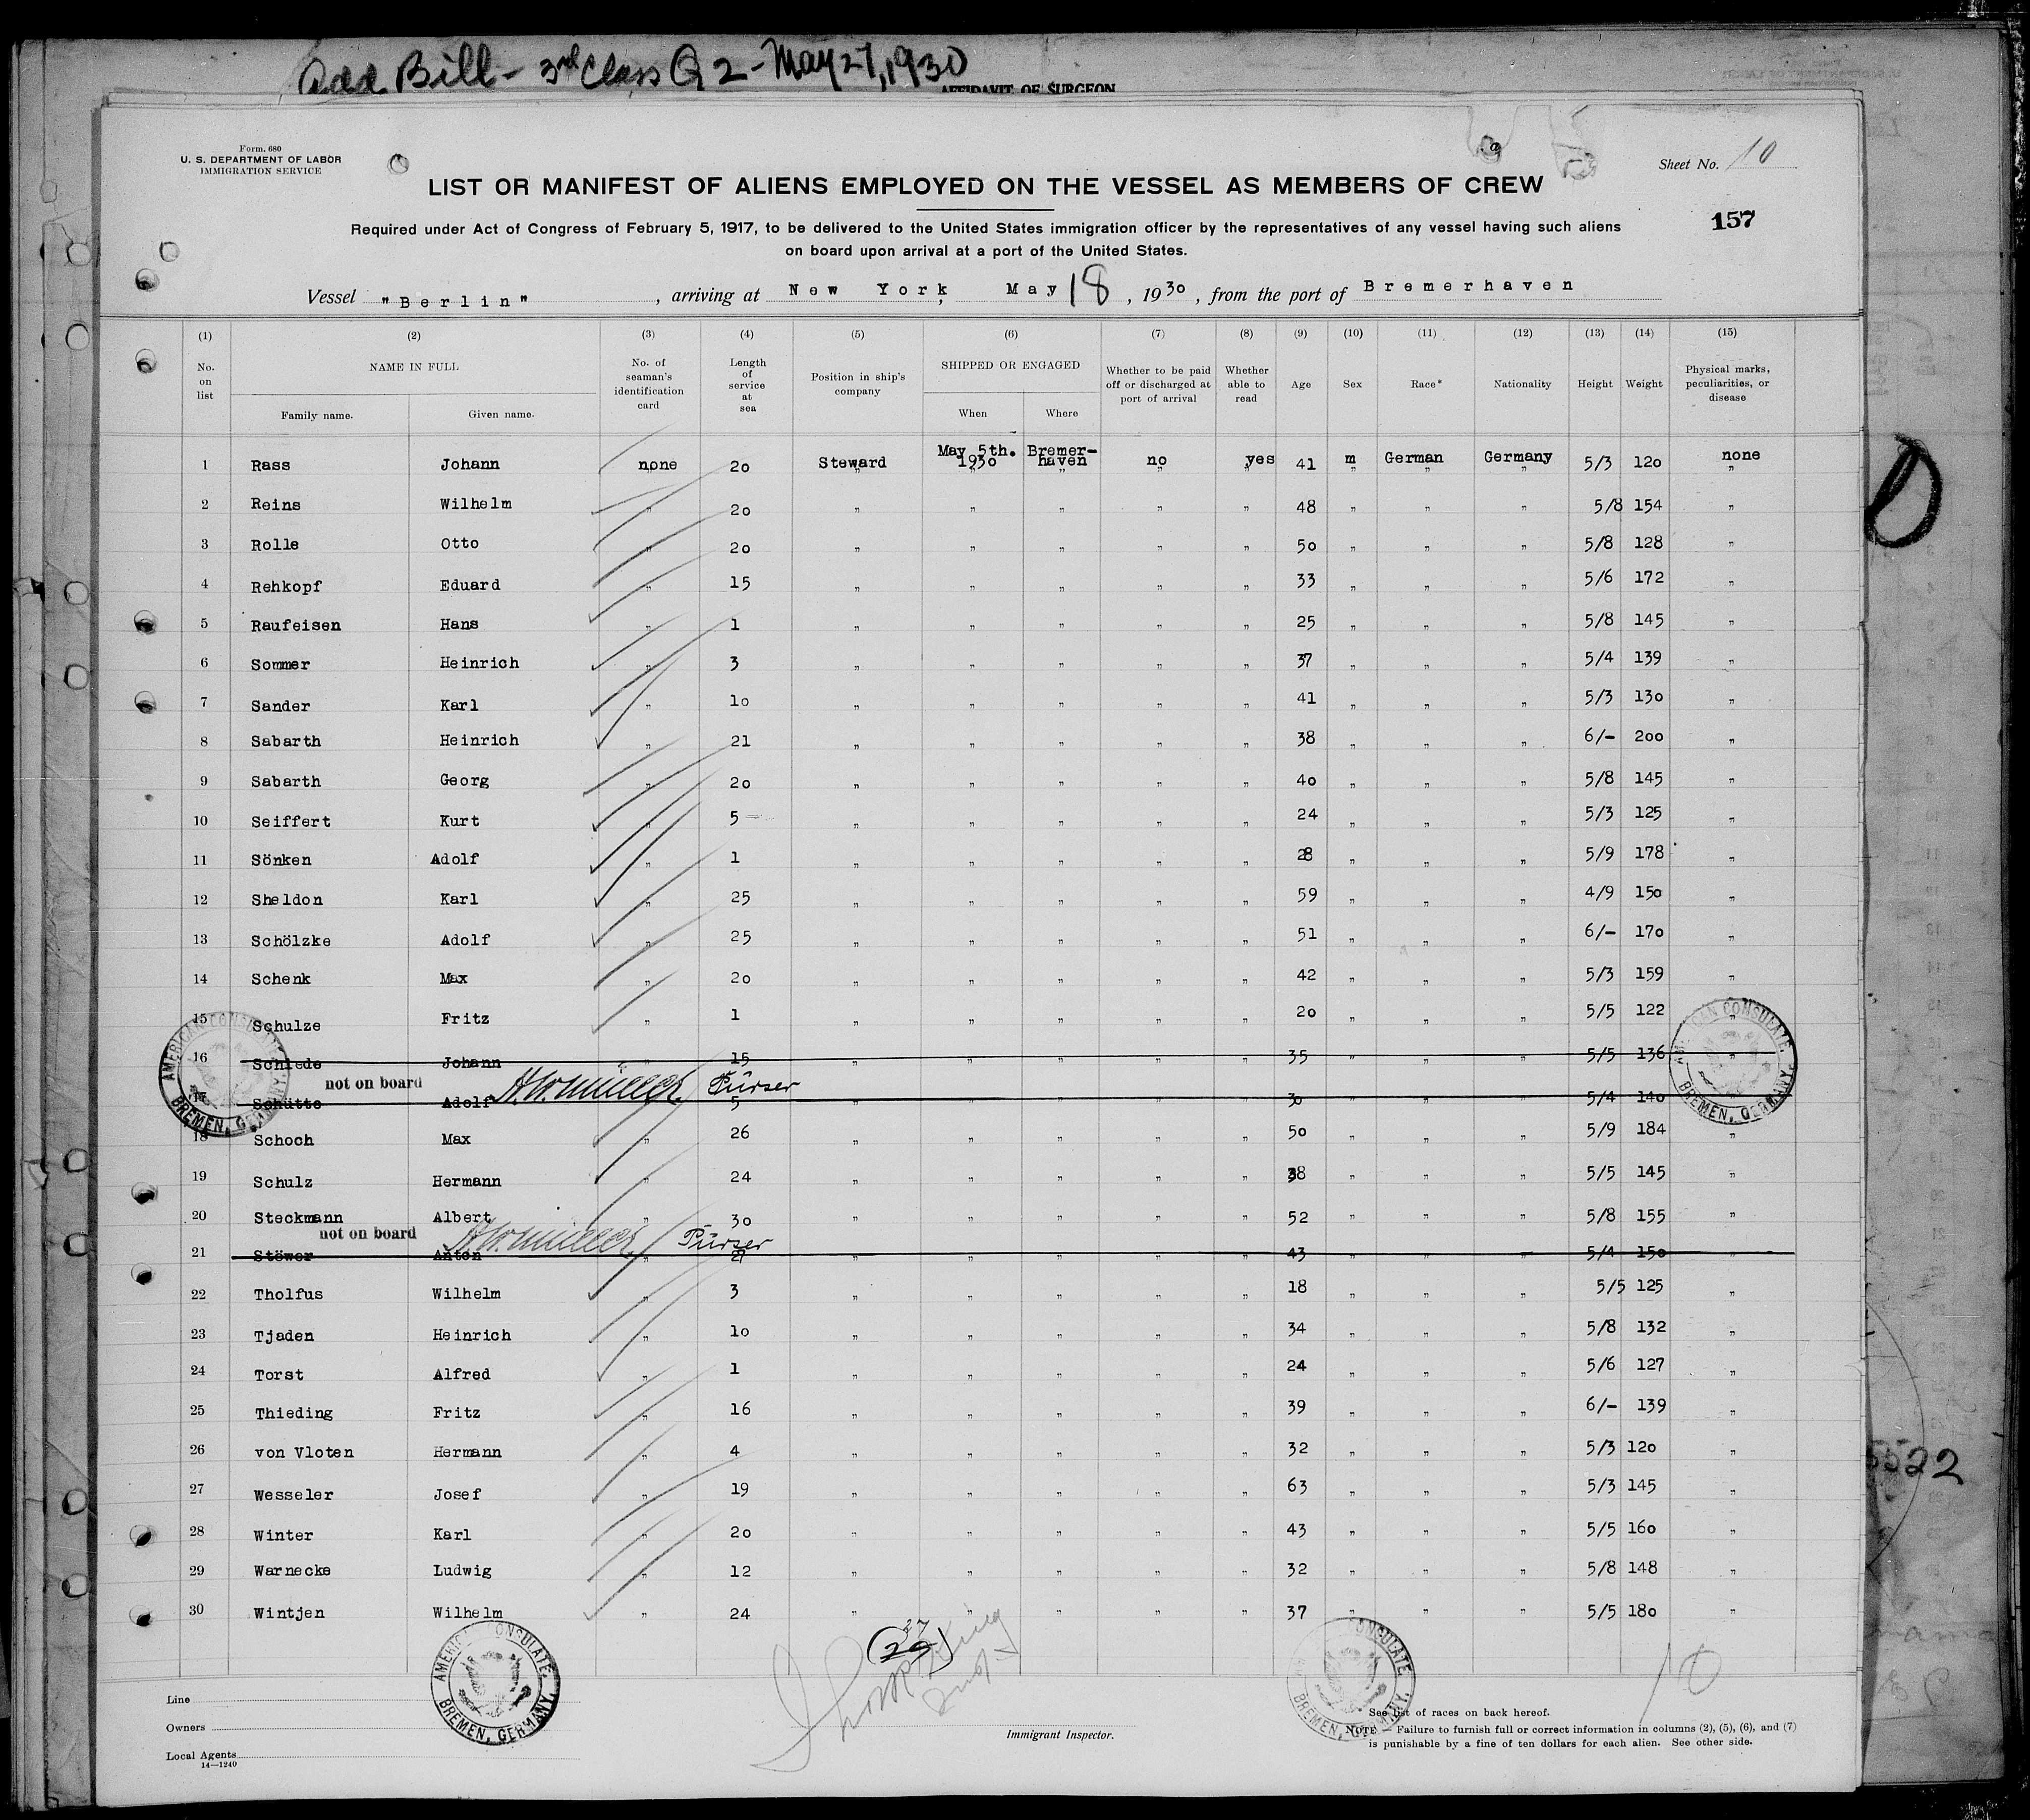 Add Bill - 3rd Class Q 2 - May 27, 1930
AFFIDAVIT OF SURGEON
Form. 680
U. S. DEPARTMENT OF LABOR
IMMIGRATION SERVICE
Sheet No. 10
LIST OR MANIFEST OF ALIENS EMPLOYED ON THE VESSEL AS MEMBERS OF CREW
157
Required under Act of Congress of February 5, 1917, to be delivered to the United States immigration officer by the representatives of any vessel having such aliens
on board upon arrival at a port of the United States.
Vessel "Berlin", arriving at New York, May 18, 1930, from the port of Bremerhaven
(1) (2) (3) (4) (5) (6) (7) (8) (9) (10) (11) (12) (13) (14) (15)
No. on list NAME IN FULL Family name. Given name. No. of seaman's identification card Length of service at sea Position in ship's company SHIPPED OR ENGAGED When Where Whether to be paid off or discharged at port of arrival Whether able to read Age Sex Race* Nationality Height Weight Physical marks, peculiarities, or disease
1 Rass Johann none 20 Steward May 5th. 1930 Bremer-haven no yes 41 m German Germany 5/3 120 none
2 Reins Wilhelm " 20 " " " " " 48 " " " 5/8 154 "
3 Rolle Otto " 20 " " " " " 50 " " " 5/8 128 "
4 Rehkopf Eduard " 15 " " " " " 33 " " " 5/6 172 "
5 Raufeisen Hans " 1 " " " " " 25 " " " 5/8 145 "
6 Sommer Heinrich " 3 " " " " " 37 " " " 5/4 139 "
7 Sander Karl " 10 " " " " " 41 " " " 5/3 130 "
8 Sabarth Heinrich " 21 " " " " " 38 " " " 6/- 200 "
9 Sabarth Georg " 20 " " " " " 40 " " " 5/8 145 "
10 Seiffert Kurt " 5 " " " " " 24 " " " 5/3 125 "
11 Sönken Adolf " 1 " " " " " 28 " " " 5/9 178 "
12 Sheldon Karl " 25 " " " " " 59 " " " 4/9 150 "
13 Schölzke Adolf " 25 " " " " " 51 " " " 6/- 170 "
14 Schenk Max " 20 " " " " " 42 " " " 5/3 159 "
15 Schulze Fritz " 1 " " " " " 20 " " " 5/5 122 "
16 Schiede Johann " 15 " " " " " 35 " " " 5/5 136 "
not on board Purser
17 Schütte Adolf 5 " " " " " 30 " " " 5/4 140 "
18 Schoch Max " 26 " " " " " 50 " " " 5/9 184 "
19 Schulz Hermann " 24 " " " " " 38 " " " 5/5 145 "
20 Steckmann Albert " 30 " " " " " 52 " " " 5/8 155 "
not on board Purser
21 Stöwer Anton " " " " " " 43 " " " 5/4 150 "
22 Tholfus Wilhelm " 3 " " " " " 18 " " " 5/5 125 "
23 Tjaden Heinrich " 10 " " " " " 34 " " " 5/8 132 "
24 Torst Alfred " 1 " " " " " 24 " " " 5/6 127 "
25 Thieding Fritz " 16 " " " " " 39 " " " 6/- 139 "
26 von Vloten Hermann " 4 " " " " " 32 " " " 5/3 120 "
27 Wesseler Josef " 19 " " " " " 63 " " " 5/3 145 "
28 Winter Karl " 20 " " " " " 43 " " " 5/5 160 "
29 Warnecke Ludwig " 12 " " " " " 32 " " " 5/8 148 "
30 Wintjen Wilhelm " 24 " " " " " 37 " " " 5/5 180 "
AMERICAN CONSULATE, BREMEN, GERMANY.
AMERICAN CONSULATE, BREMEN, GERMANY.
27
(29)
10
AMERICAN CONSULATE, BREMEN, GERMANY.
AMERICAN CONSULATE, BREMEN, GERMANY.
Line
Owners
Local Agents
14—1240
Immigrant Inspector.
* See list of races on back hereof.
NOTE.—Failure to furnish full or correct information in columns (2), (5), (6), and (7)
is punishable by a fine of ten dollars for each alien. See other side.
5522